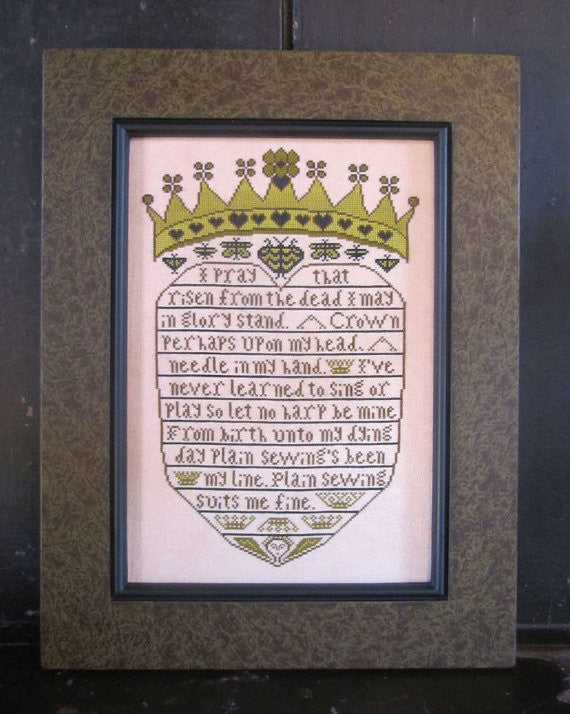 I pray that
risen from the dead I may
in glory stand. A Crown
perhaps upon my head. A
needle in my hand. I've
never learned to sing or
play so let no harp be mine
From birth unto my dying
day plain sewing's been
my line. Plain sewing
suits me fine.